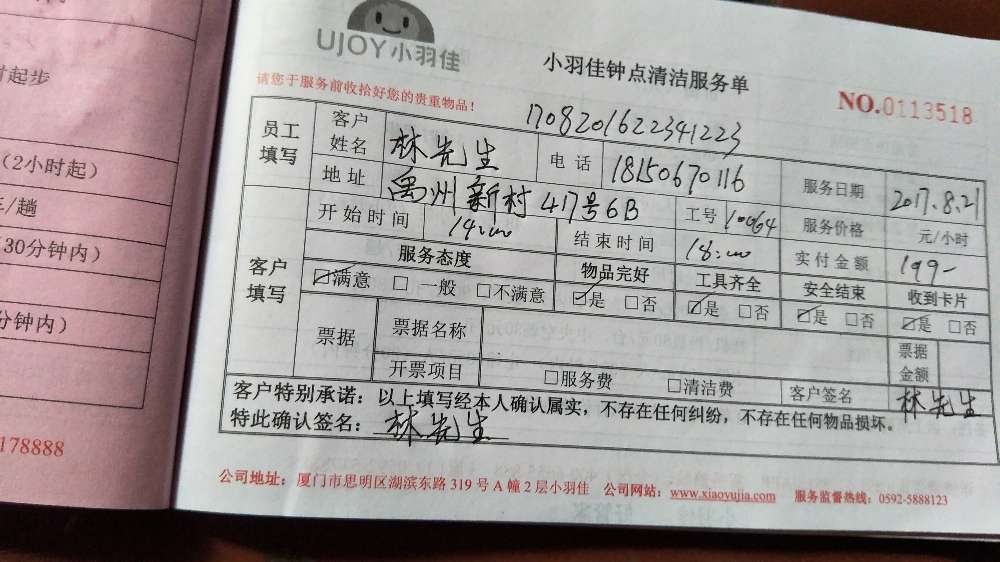 时起步
（2小时起）
车/趟
（30分钟内）
分钟内）
178888
UJOY小羽佳
小羽佳钟点清洁服务单
请您于服务前收拾好您的贵重物品！
NO.0113518
170820162234 1223
员工填写 客户姓名 林先生 电话 18150670116 服务日期 2017.8.21
地址 禹州新村417号6B 工号 10064 服务价格 元/小时
开始时间 14:00 结束时间 18:00 实付金额 199-
客户填写 服务态度 物品完好 工具齐全 安全结束 收到卡片
☑满意 □一般 □不满意 ☑是 □否 ☑是 □否 ☑是 □否 ☑是 □否
票据 票据名称 票据金额
开票项目 □服务费 □清洁费 客户签名 林先生
客户特别承诺：以上填写经本人确认属实，不存在任何纠纷，不存在任何物品损坏。
特此确认签名：林先生
公司地址：厦门市思明区湖滨东路319号A幢2层小羽佳 公司网站：www.xiaoyujia.com 服务监督热线：0592-5888123